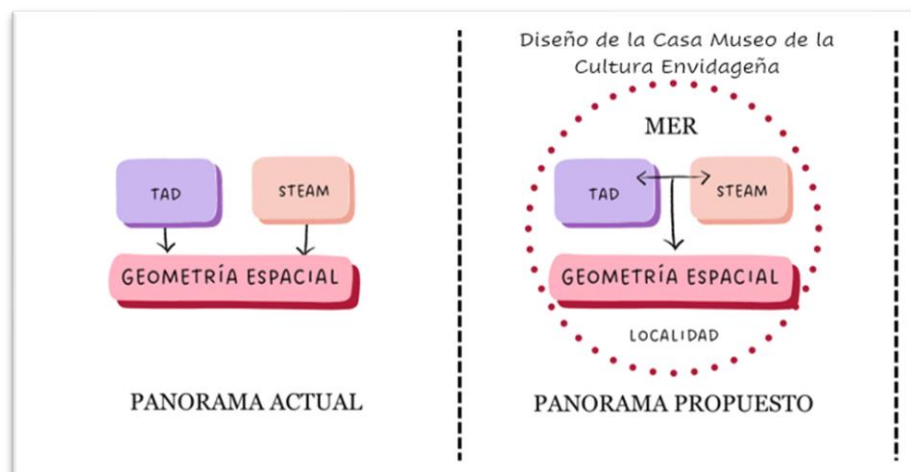 TAD
STEAM
GEOMETRÍA ESPACIAL
PANORAMA ACTUAL
Diseño de la Casa Museo de la
Cultura Envidageña
MER
TAD
STEAM
GEOMETRÍA ESPACIAL
LOCALIDAD
PANORAMA PROPUESTO